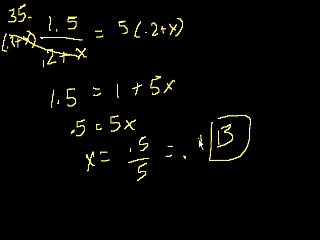 35.
(.2+x) 1.5 / .2+x = 5(.2+x)
1.5 = 1 + 5x
.5 = 5x
x = .5 / 5 = .1 B